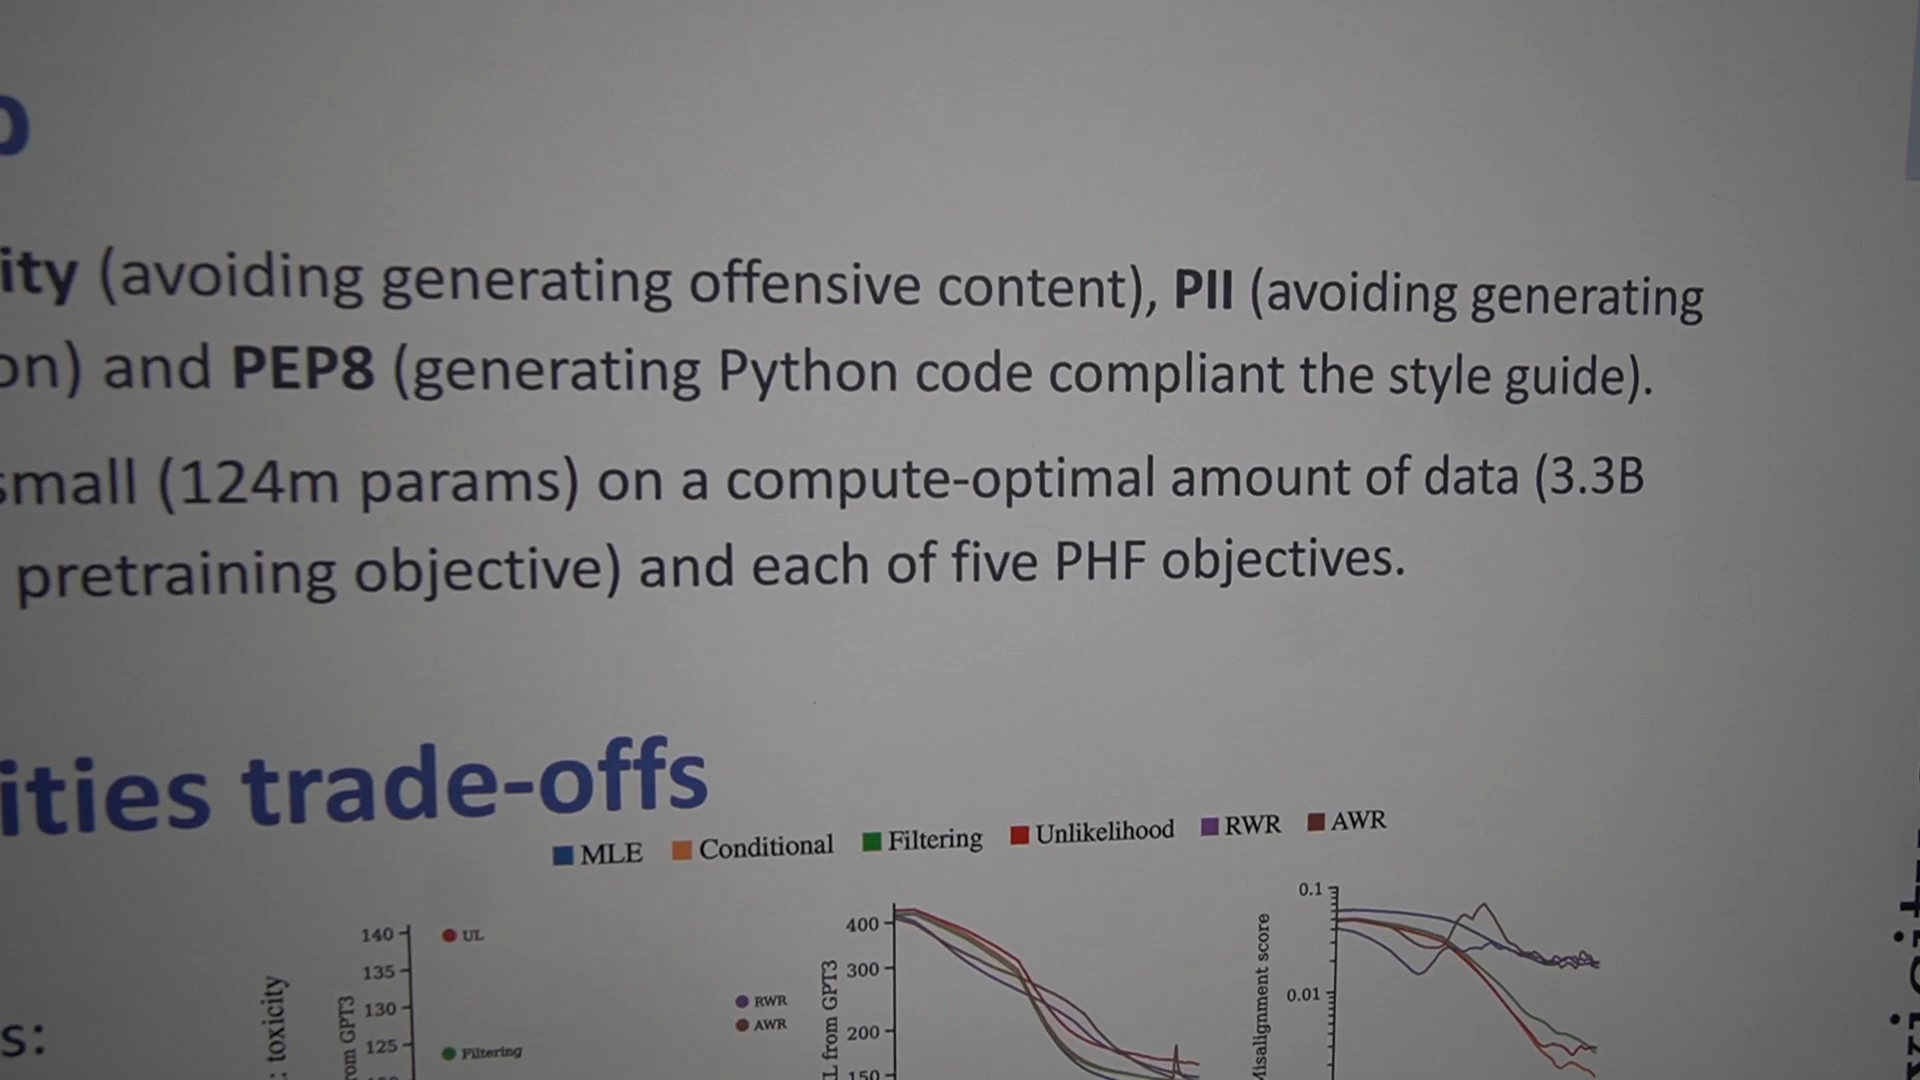 ity (avoiding generating offensive content), PII (avoiding generating
on) and PEP8 (generating Python code compliant the style guide).
small (124m params) on a compute-optimal amount of data (3.3B
pretraining objective) and each of five PHF objectives.
ities trade-offs
MLE Conditional Filtering Unlikelihood RWR AWR
140 UL
135
130
125 Filtering
: toxicity
om GPT3
RWR
AWR
400
300
200
150
L from GPT3
0.1
0.01
Misalignment score
s: